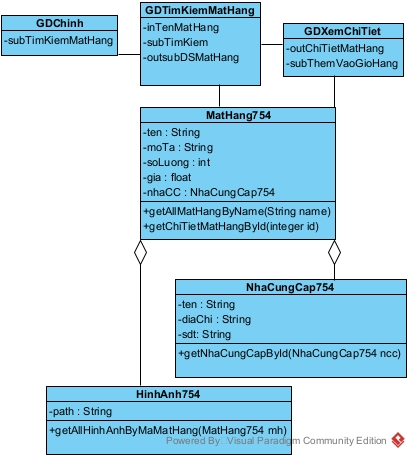 GDChinh
-subTimKiemMatHang
GDTimKiemMatHang
-inTenMatHang
-subTimKiem
-outsubDSMatHang
GDXemChiTiet
-outChiTietMatHang
-subThemVaoGioHang
MatHang754
-ten : String
-moTa : String
-soLuong : int
-gia : float
-nhaCC : NhaCungCap754
+getAllMatHangByName(String name)
+getChiTietMatHangById(integer id)
NhaCungCap754
-ten : String
-diaChi : String
-sdt: String
+getNhaCungCapById(NhaCungCap754 ncc)
HinhAnh754
-path : String
+getAllHinhAnhByMaMatHang(MatHang754 mh)
Powered By Visual Paradigm Community Edition